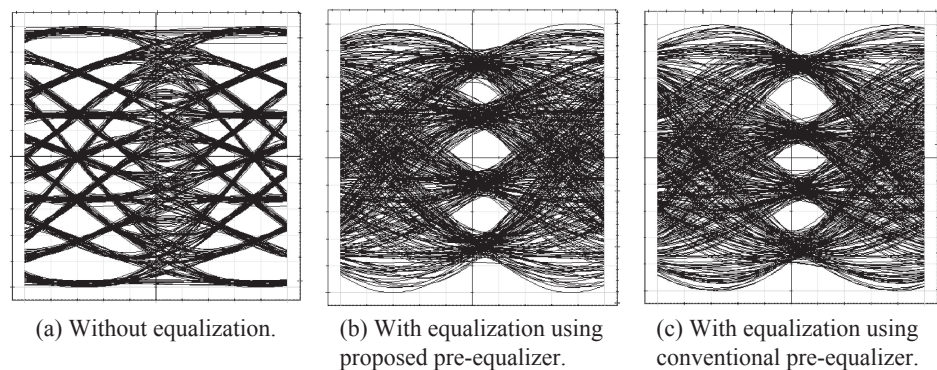 (a) Without equalization.
(b) With equalization using
proposed pre-equalizer.
(c) With equalization using
conventional pre-equalizer.